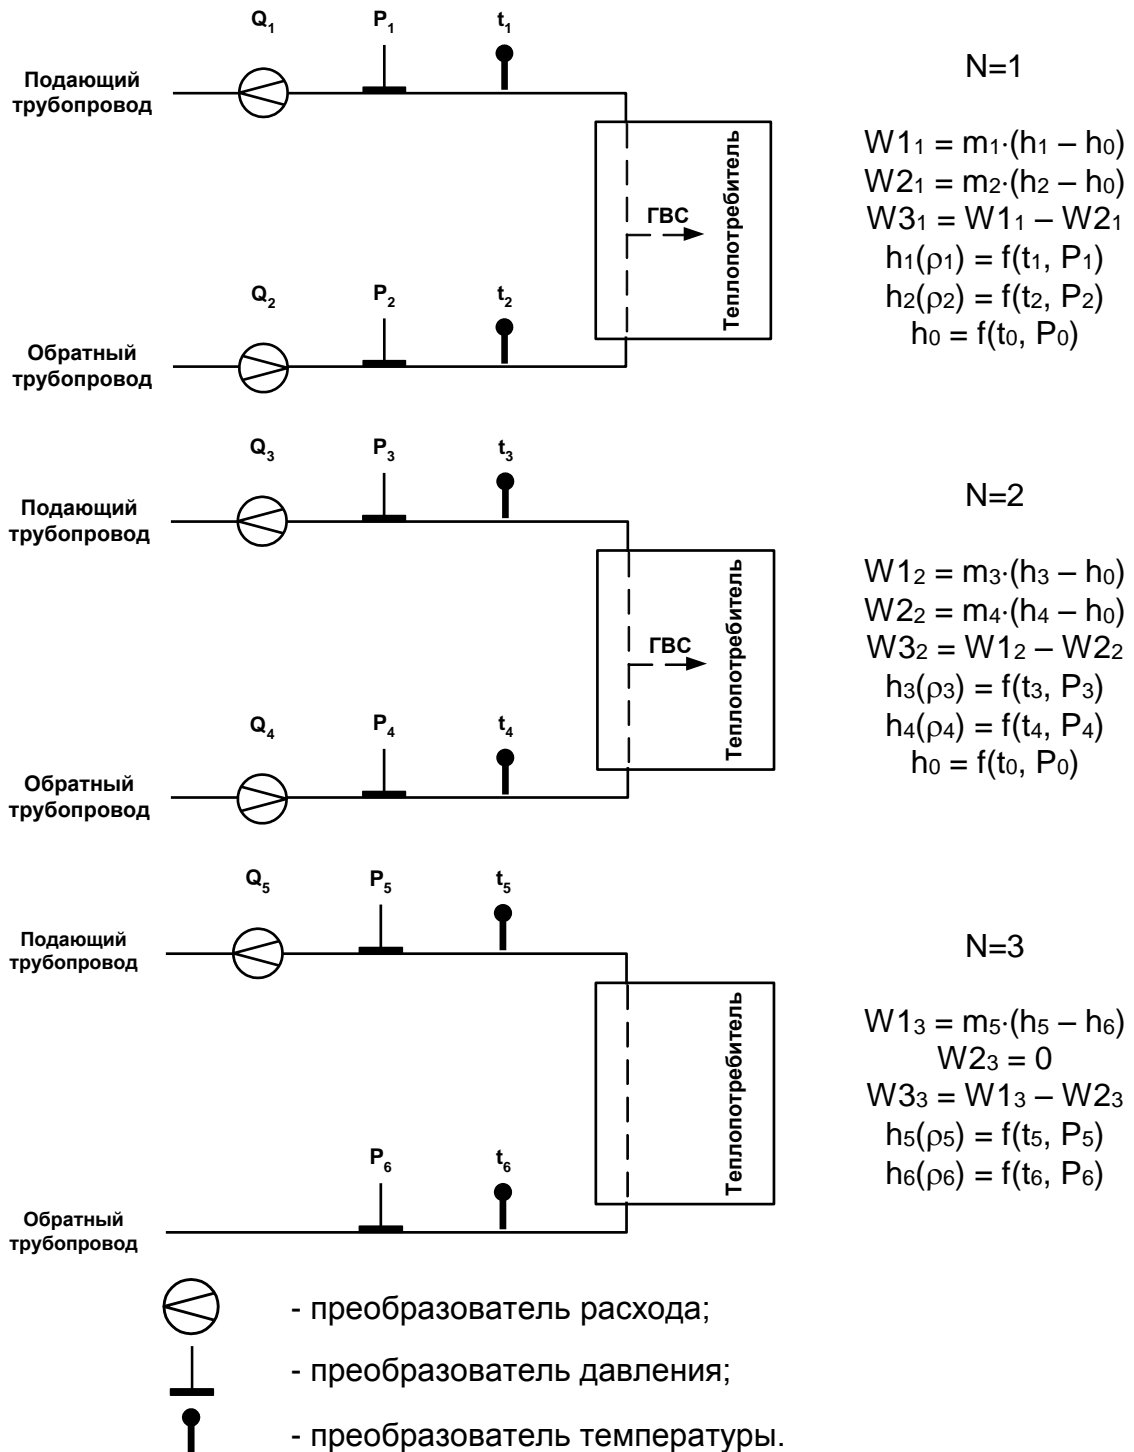 Q₁ P₁ t₁
Подающий
трубопровод
ГВС
Теплопотребитель
Q₂ P₂ t₂
Обратный
трубопровод
N=1
W1₁ = m₁·(h₁ – h₀)
W2₁ = m₂·(h₂ – h₀)
W3₁ = W1₁ – W2₁
h₁(ρ₁) = f(t₁, P₁)
h₂(ρ₂) = f(t₂, P₂)
h₀ = f(t₀, P₀)
Q₃ P₃ t₃
Подающий
трубопровод
ГВС
Теплопотребитель
Q₄ P₄ t₄
Обратный
трубопровод
N=2
W1₂ = m₃·(h₃ – h₀)
W2₂ = m₄·(h₄ – h₀)
W3₂ = W1₂ – W2₂
h₃(ρ₃) = f(t₃, P₃)
h₄(ρ₄) = f(t₄, P₄)
h₀ = f(t₀, P₀)
Q₅ P₅ t₅
Подающий
трубопровод
Теплопотребитель
P₆ t₆
Обратный
трубопровод
N=3
W1₃ = m₅·(h₅ – h₆)
W2₃ = 0
W3₃ = W1₃ – W2₃
h₅(ρ₅) = f(t₅, P₅)
h₆(ρ₆) = f(t₆, P₆)
- преобразователь расхода;
- преобразователь давления;
- преобразователь температуры.